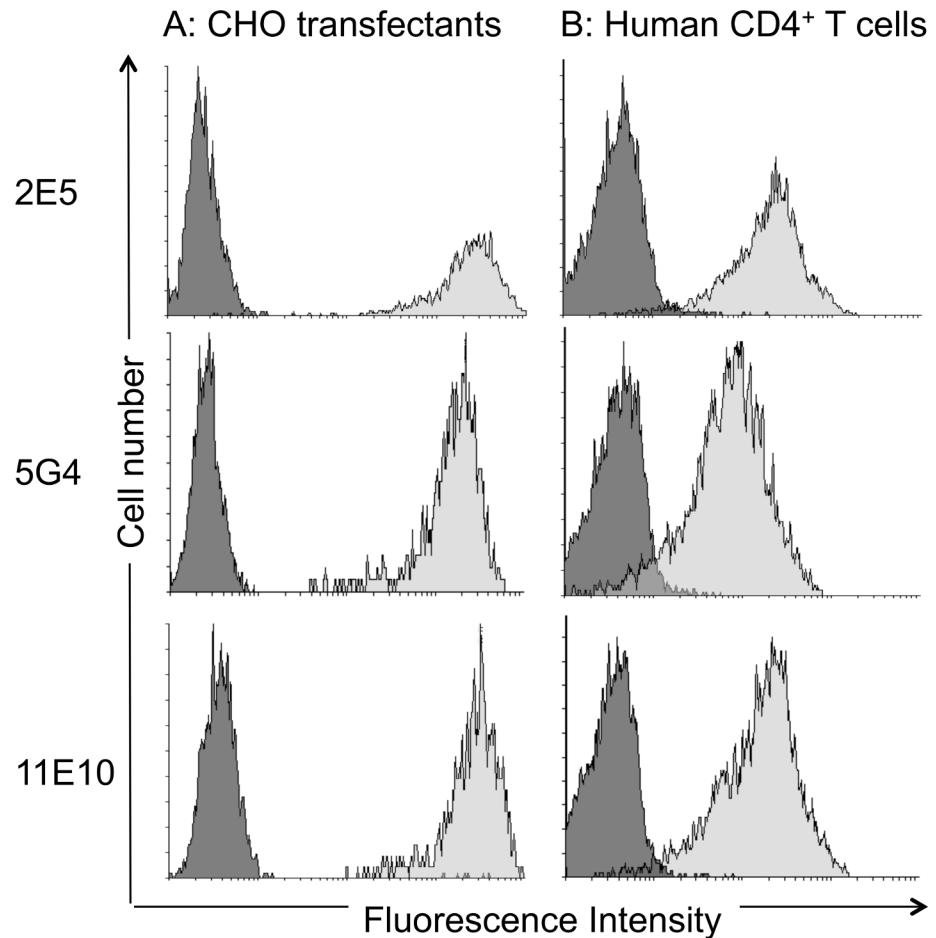 A: CHO transfectants
B: Human CD4⁺ T cells
2E5
5G4
11E10
Cell number
Fluorescence Intensity